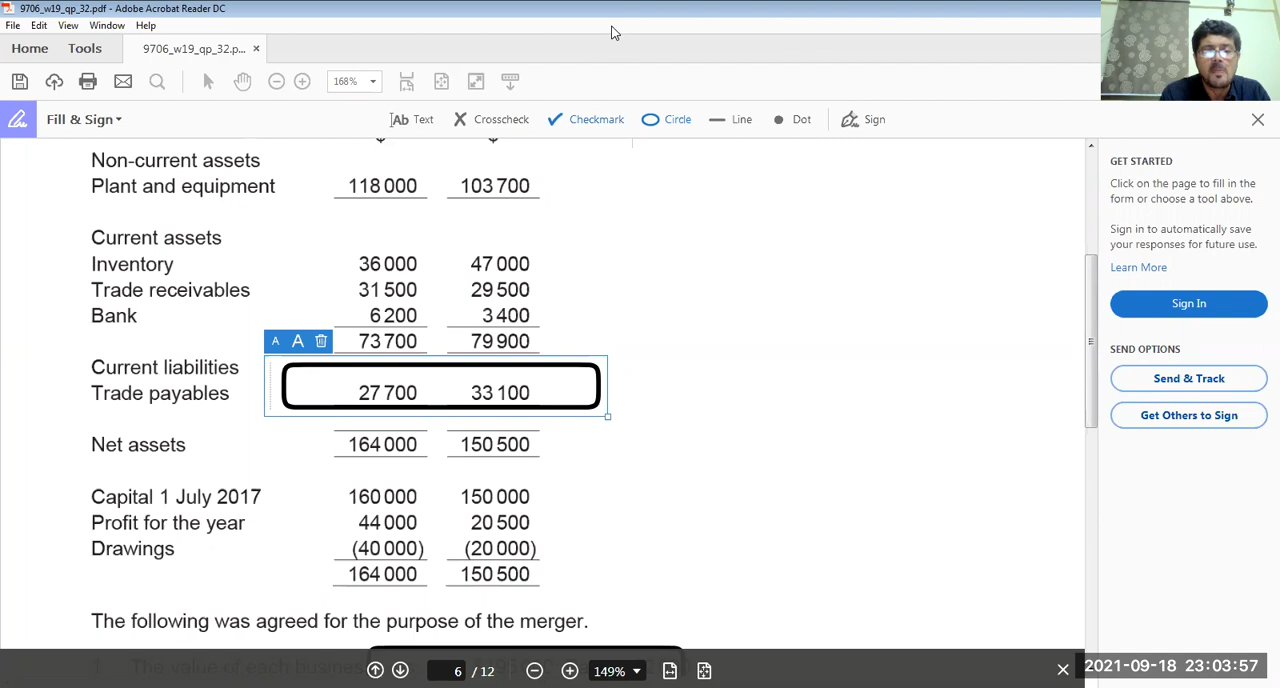 9706_w19_qp_32.pdf - Adobe Acrobat Reader DC
File Edit View Window Help
Home Tools 9706_w19_qp_32.p... ×
168%
Fill & Sign
Ab Text Crosscheck Checkmark Circle Line Dot Sign
Non-current assets
Plant and equipment 118 000 103 700
Current assets
Inventory 36 000 47 000
Trade receivables 31 500 29 500
Bank 6 200 3 400
A A 73 700 79 900
Current liabilities
Trade payables 27 700 33 100
Net assets 164 000 150 500
Capital 1 July 2017 160 000 150 000
Profit for the year 44 000 20 500
Drawings (40 000) (20 000)
164 000 150 500
The following was agreed for the purpose of the merger.
1 The value of each busines
6 / 12 149%
GET STARTED
Click on the page to fill in the
form or choose a tool above.
Sign in to automatically save
your responses for future use.
Learn More
Sign In
SEND OPTIONS
Send & Track
Get Others to Sign
2021-09-18 23:03:57